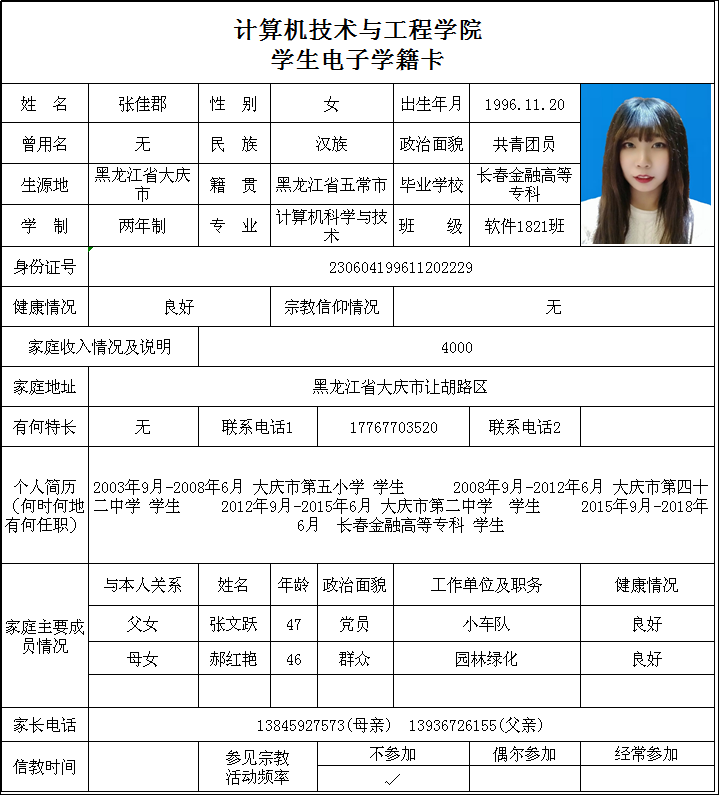 计算机技术与工程学院
学生电子学籍卡
姓 名 张佳郡 性 别 女 出生年月 1996.11.20
曾用名 无 民 族 汉族 政治面貌 共青团员
生源地 黑龙江省大庆市 籍 贯 黑龙江省五常市 毕业学校 长春金融高等专科
学 制 两年制 专 业 计算机科学与技术 班 级 软件1821班
身份证号 230604199611202229
健康情况 良好 宗教信仰情况 无
家庭收入情况及说明 4000
家庭地址 黑龙江省大庆市让胡路区
有何特长 无 联系电话1 17767703520 联系电话2
个人简历（何时何地有何任职）
2003年9月-2008年6月 大庆市第五小学 学生 2008年9月-2012年6月 大庆市第四十
二中学 学生 2012年9月-2015年6月 大庆市第二中学 学生 2015年9月-2018年
6月 长春金融高等专科 学生
家庭主要成员情况
与本人关系 姓名 年龄 政治面貌 工作单位及职务 健康情况
父女 张文跃 47 党员 小车队 良好
母女 郝红艳 46 群众 园林绿化 良好
家长电话 13845927573(母亲) 13936726155(父亲)
信教时间 参见宗教活动频率 不参加 偶尔参加 经常参加
✓